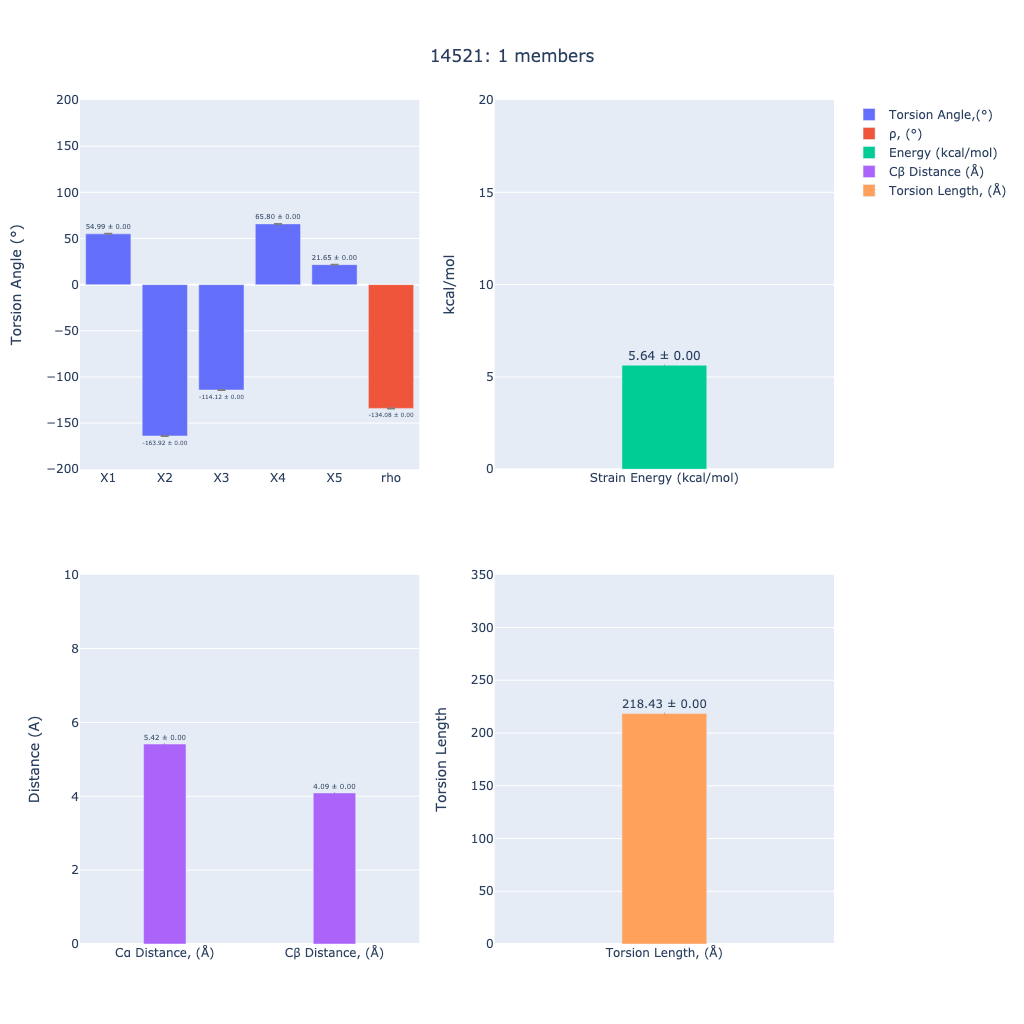 14521: 1 members
200
150
100
50
0
−50
−100
−150
−200
Torsion Angle (°)
54.99 ± 0.00
-163.92 ± 0.00
-114.12 ± 0.00
65.80 ± 0.00
21.65 ± 0.00
-134.08 ± 0.00
X1
X2
X3
X4
X5
rho
20
15
10
5
0
kcal/mol
5.64 ± 0.00
Strain Energy (kcal/mol)
Torsion Angle,(°)
ρ, (°)
Energy (kcal/mol)
Cβ Distance (Å)
Torsion Length, (Å)
10
8
6
4
2
0
Distance (A)
5.42 ± 0.00
4.09 ± 0.00
Cα Distance, (Å)
Cβ Distance, (Å)
350
300
250
200
150
100
50
0
Torsion Length
218.43 ± 0.00
Torsion Length, (Å)